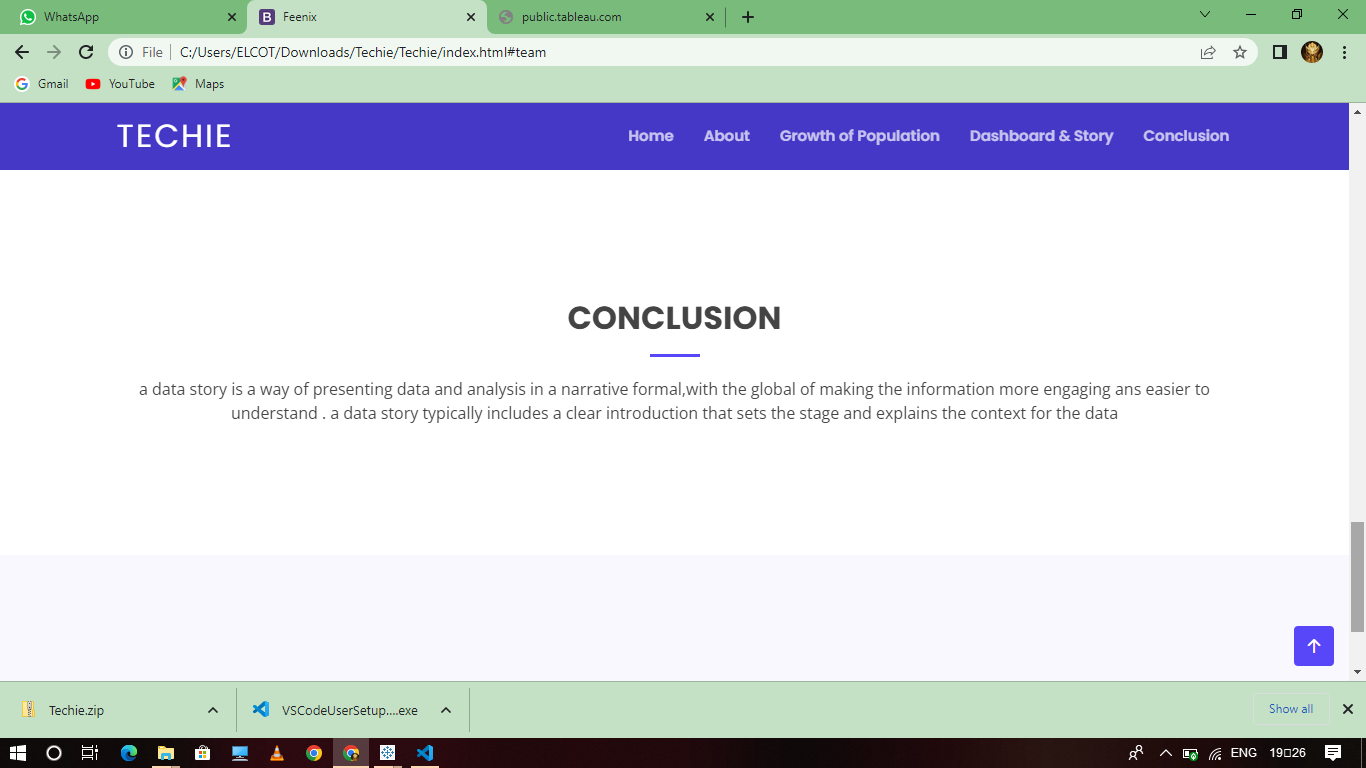 WhatsApp
Feenix
public.tableau.com
File
C:/Users/ELCOT/Downloads/Techie/Techie/index.html#team
Gmail
YouTube
Maps
TECHIE
Home
About
Growth of Population
Dashboard & Story
Conclusion
CONCLUSION
a data story is a way of presenting data and analysis in a narrative formal,with the global of making the information more engaging ans easier to
understand . a data story typically includes a clear introduction that sets the stage and explains the context for the data
Techie.zip
VSCodeUserSetup....exe
Show all
ENG
19▯26